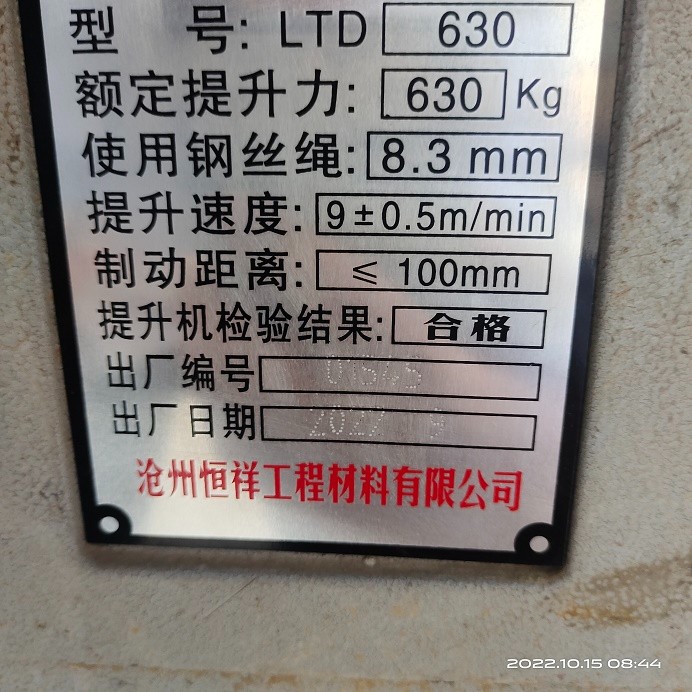 型 号: LTD 630
额定提升力: 630 Kg
使用钢丝绳: 8.3 mm
提升速度: 9±0.5m/min
制动距离: ≤ 100mm
提升机检验结果: 合格
出厂编号
出厂日期 2022
沧州恒祥工程材料有限公司
2022.10.15 08:44